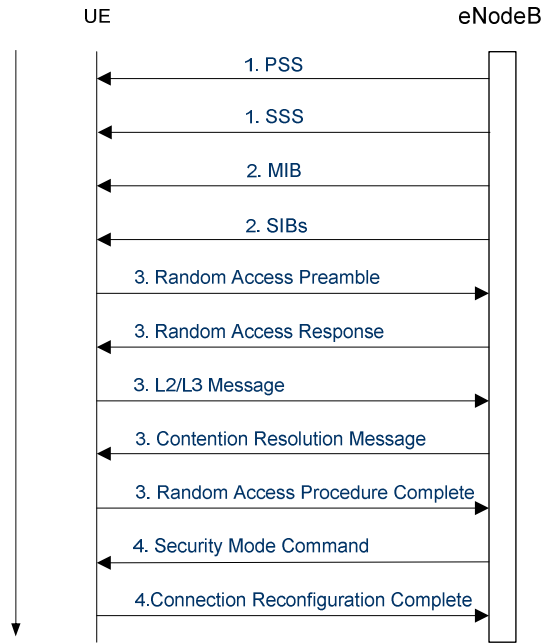 UE
eNodeB
1. PSS
1. SSS
2. MIB
2. SIBs
3. Random Access Preamble
3. Random Access Response
3. L2/L3 Message
3. Contention Resolution Message
3. Random Access Procedure Complete
4. Security Mode Command
4.Connection Reconfiguration Complete